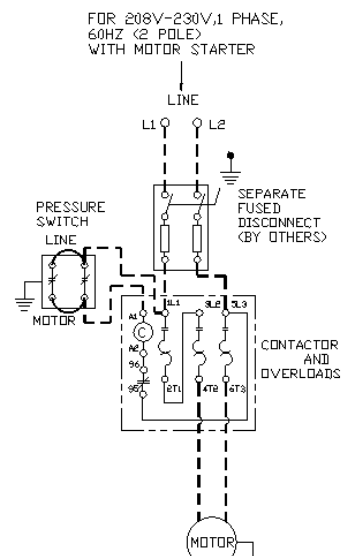 FOR 208V-230V,1 PHASE,
60HZ (2 POLE)
WITH MOTOR STARTER
LINE
L1 L2
SEPARATE
FUSED
DISCONNECT
(BY OTHERS)
PRESSURE
SWITCH
LINE
MOTOR
A1
1L1
3L2
5L3
C
A2
96
95
2T1
4T2
6T3
CONTACTOR
AND
OVERLOADS
MOTOR